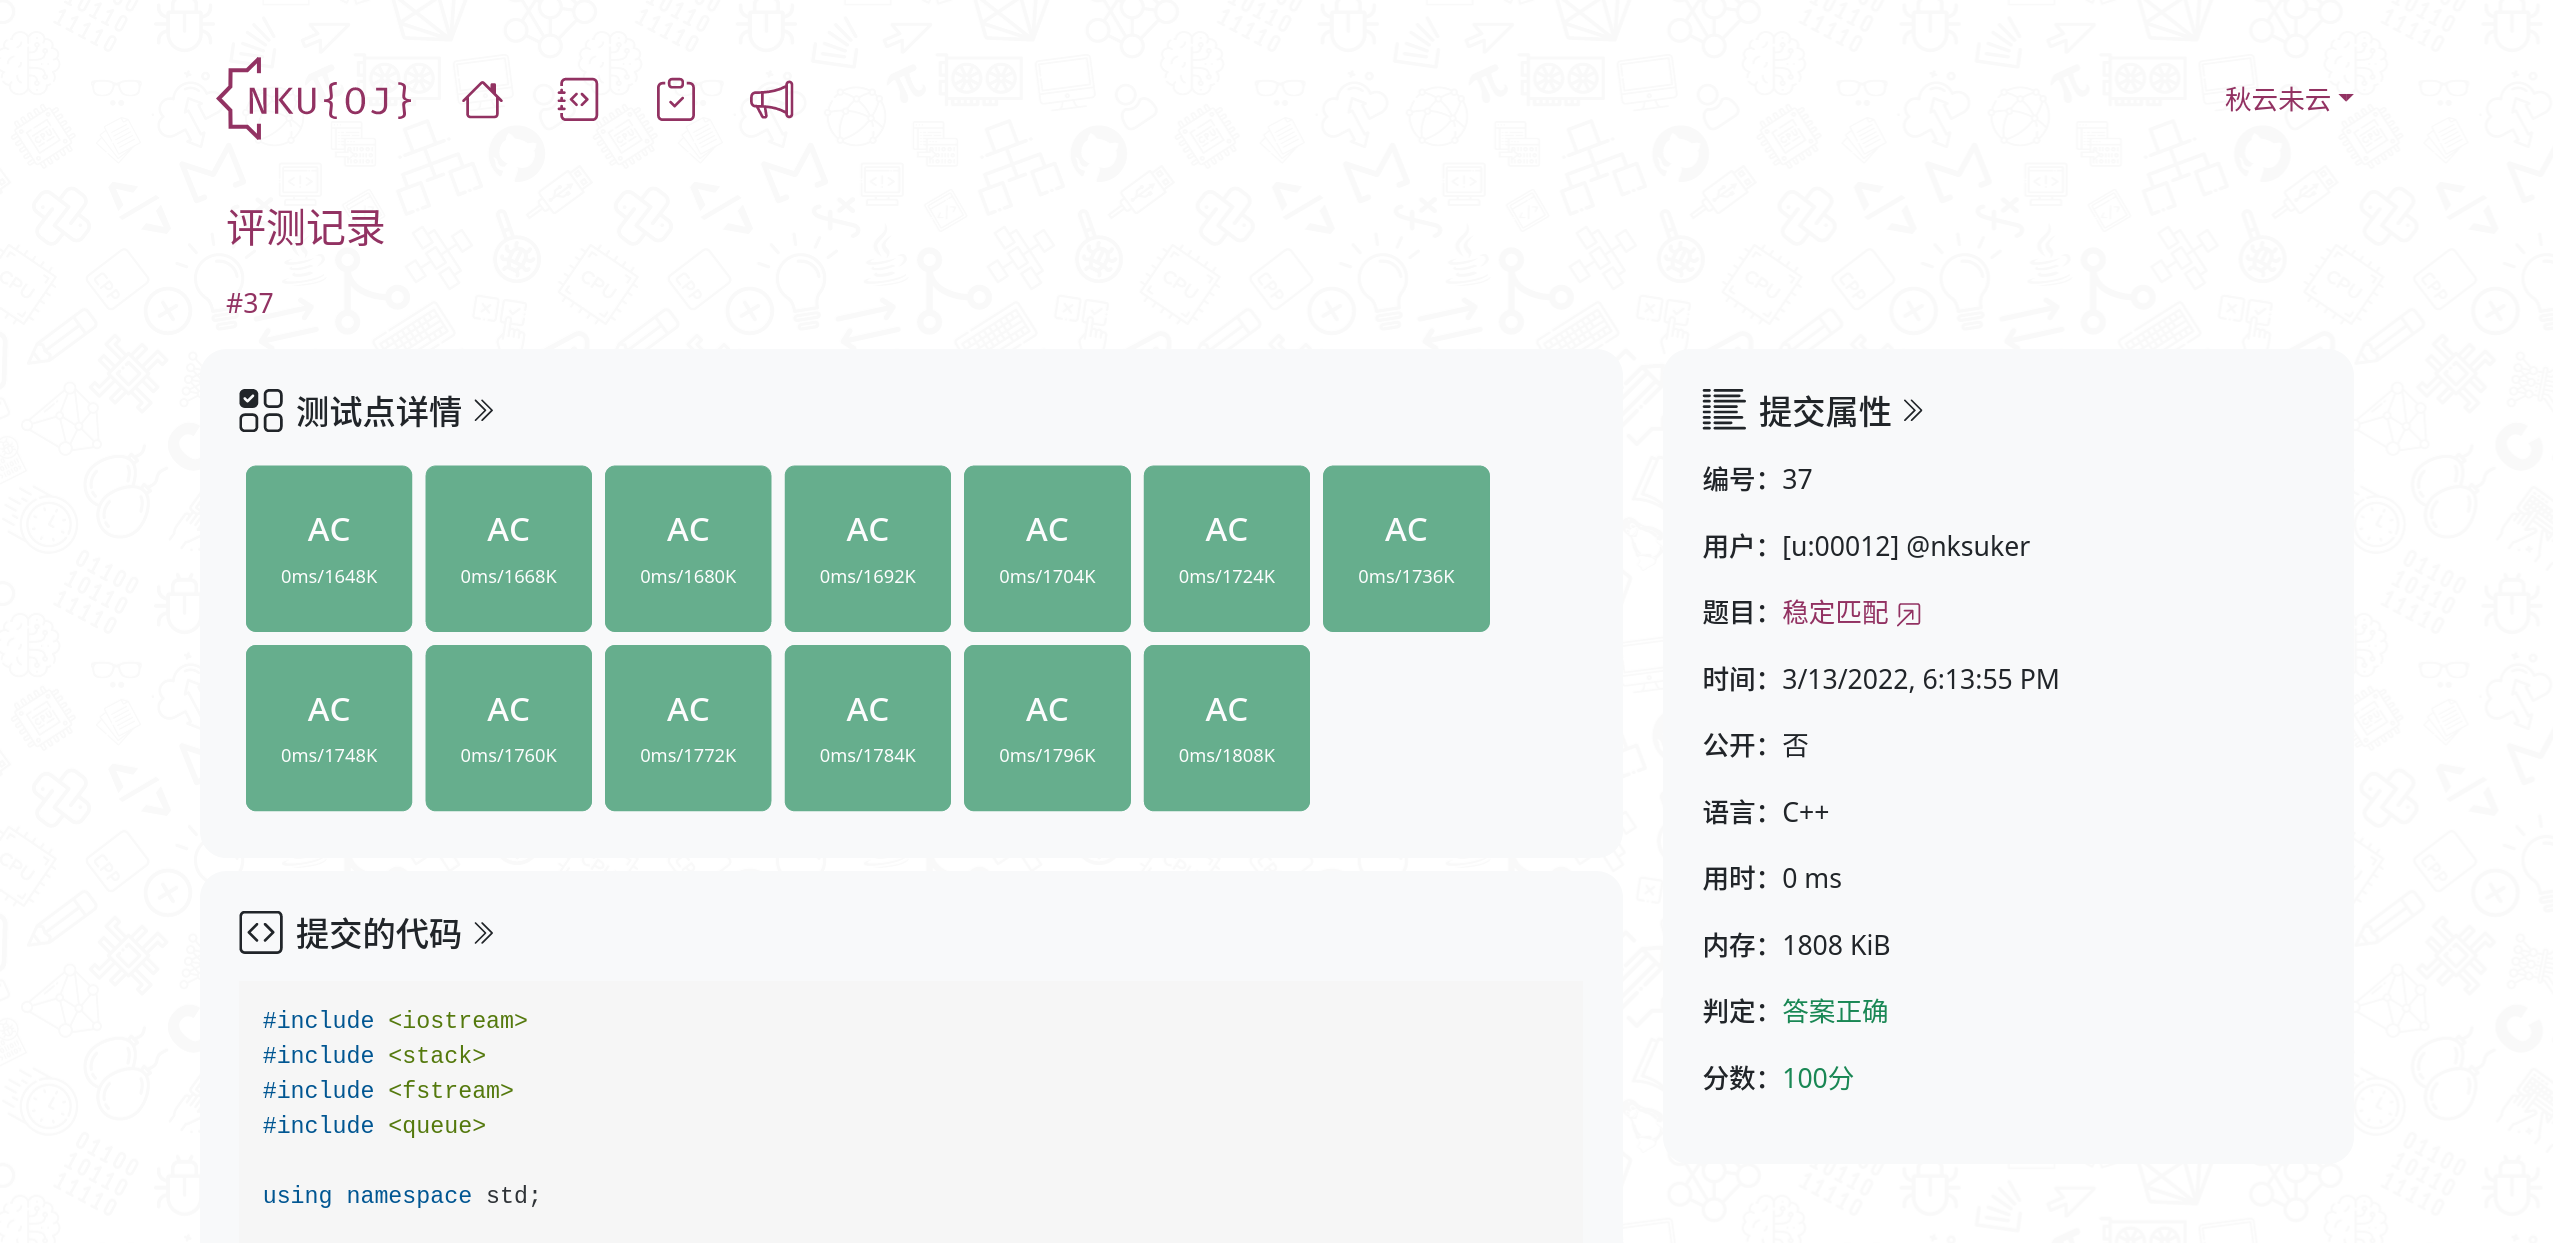 NKU{OJ}
秋云未云
评测记录
#37
测试点详情
AC AC AC AC AC AC AC
0ms/1648K 0ms/1668K 0ms/1680K 0ms/1692K 0ms/1704K 0ms/1724K 0ms/1736K
AC AC AC AC AC AC
0ms/1748K 0ms/1760K 0ms/1772K 0ms/1784K 0ms/1796K 0ms/1808K
提交的代码
#include <iostream>
#include <stack>
#include <fstream>
#include <queue>
using namespace std;
提交属性
编号：37
用户：[u:00012] @nksuker
题目：稳定匹配
时间：3/13/2022, 6:13:55 PM
公开：否
语言：C++
用时：0 ms
内存：1808 KiB
判定：答案正确
分数：100分